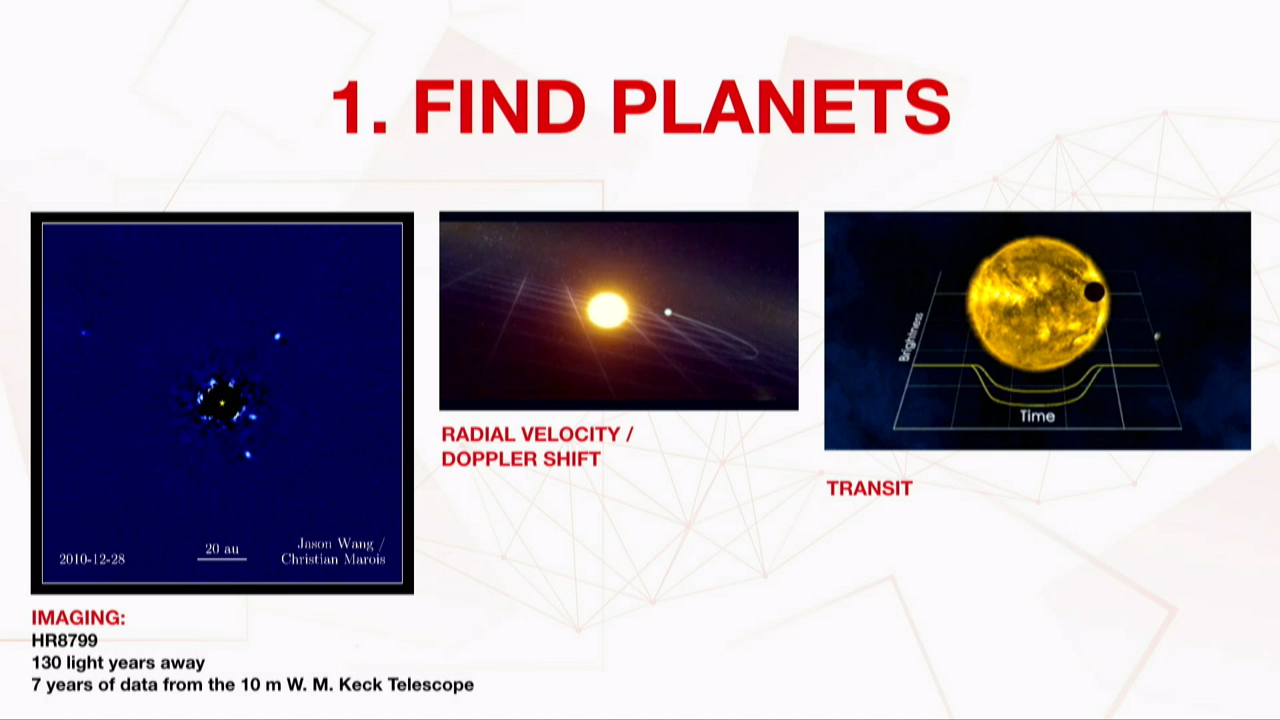 1. FIND PLANETS
2010-12-28
20 au
Jason Wang /
Christian Marois
IMAGING:
HR8799
130 light years away
7 years of data from the 10 m W. M. Keck Telescope
RADIAL VELOCITY /
DOPPLER SHIFT
Brightness
Time
TRANSIT